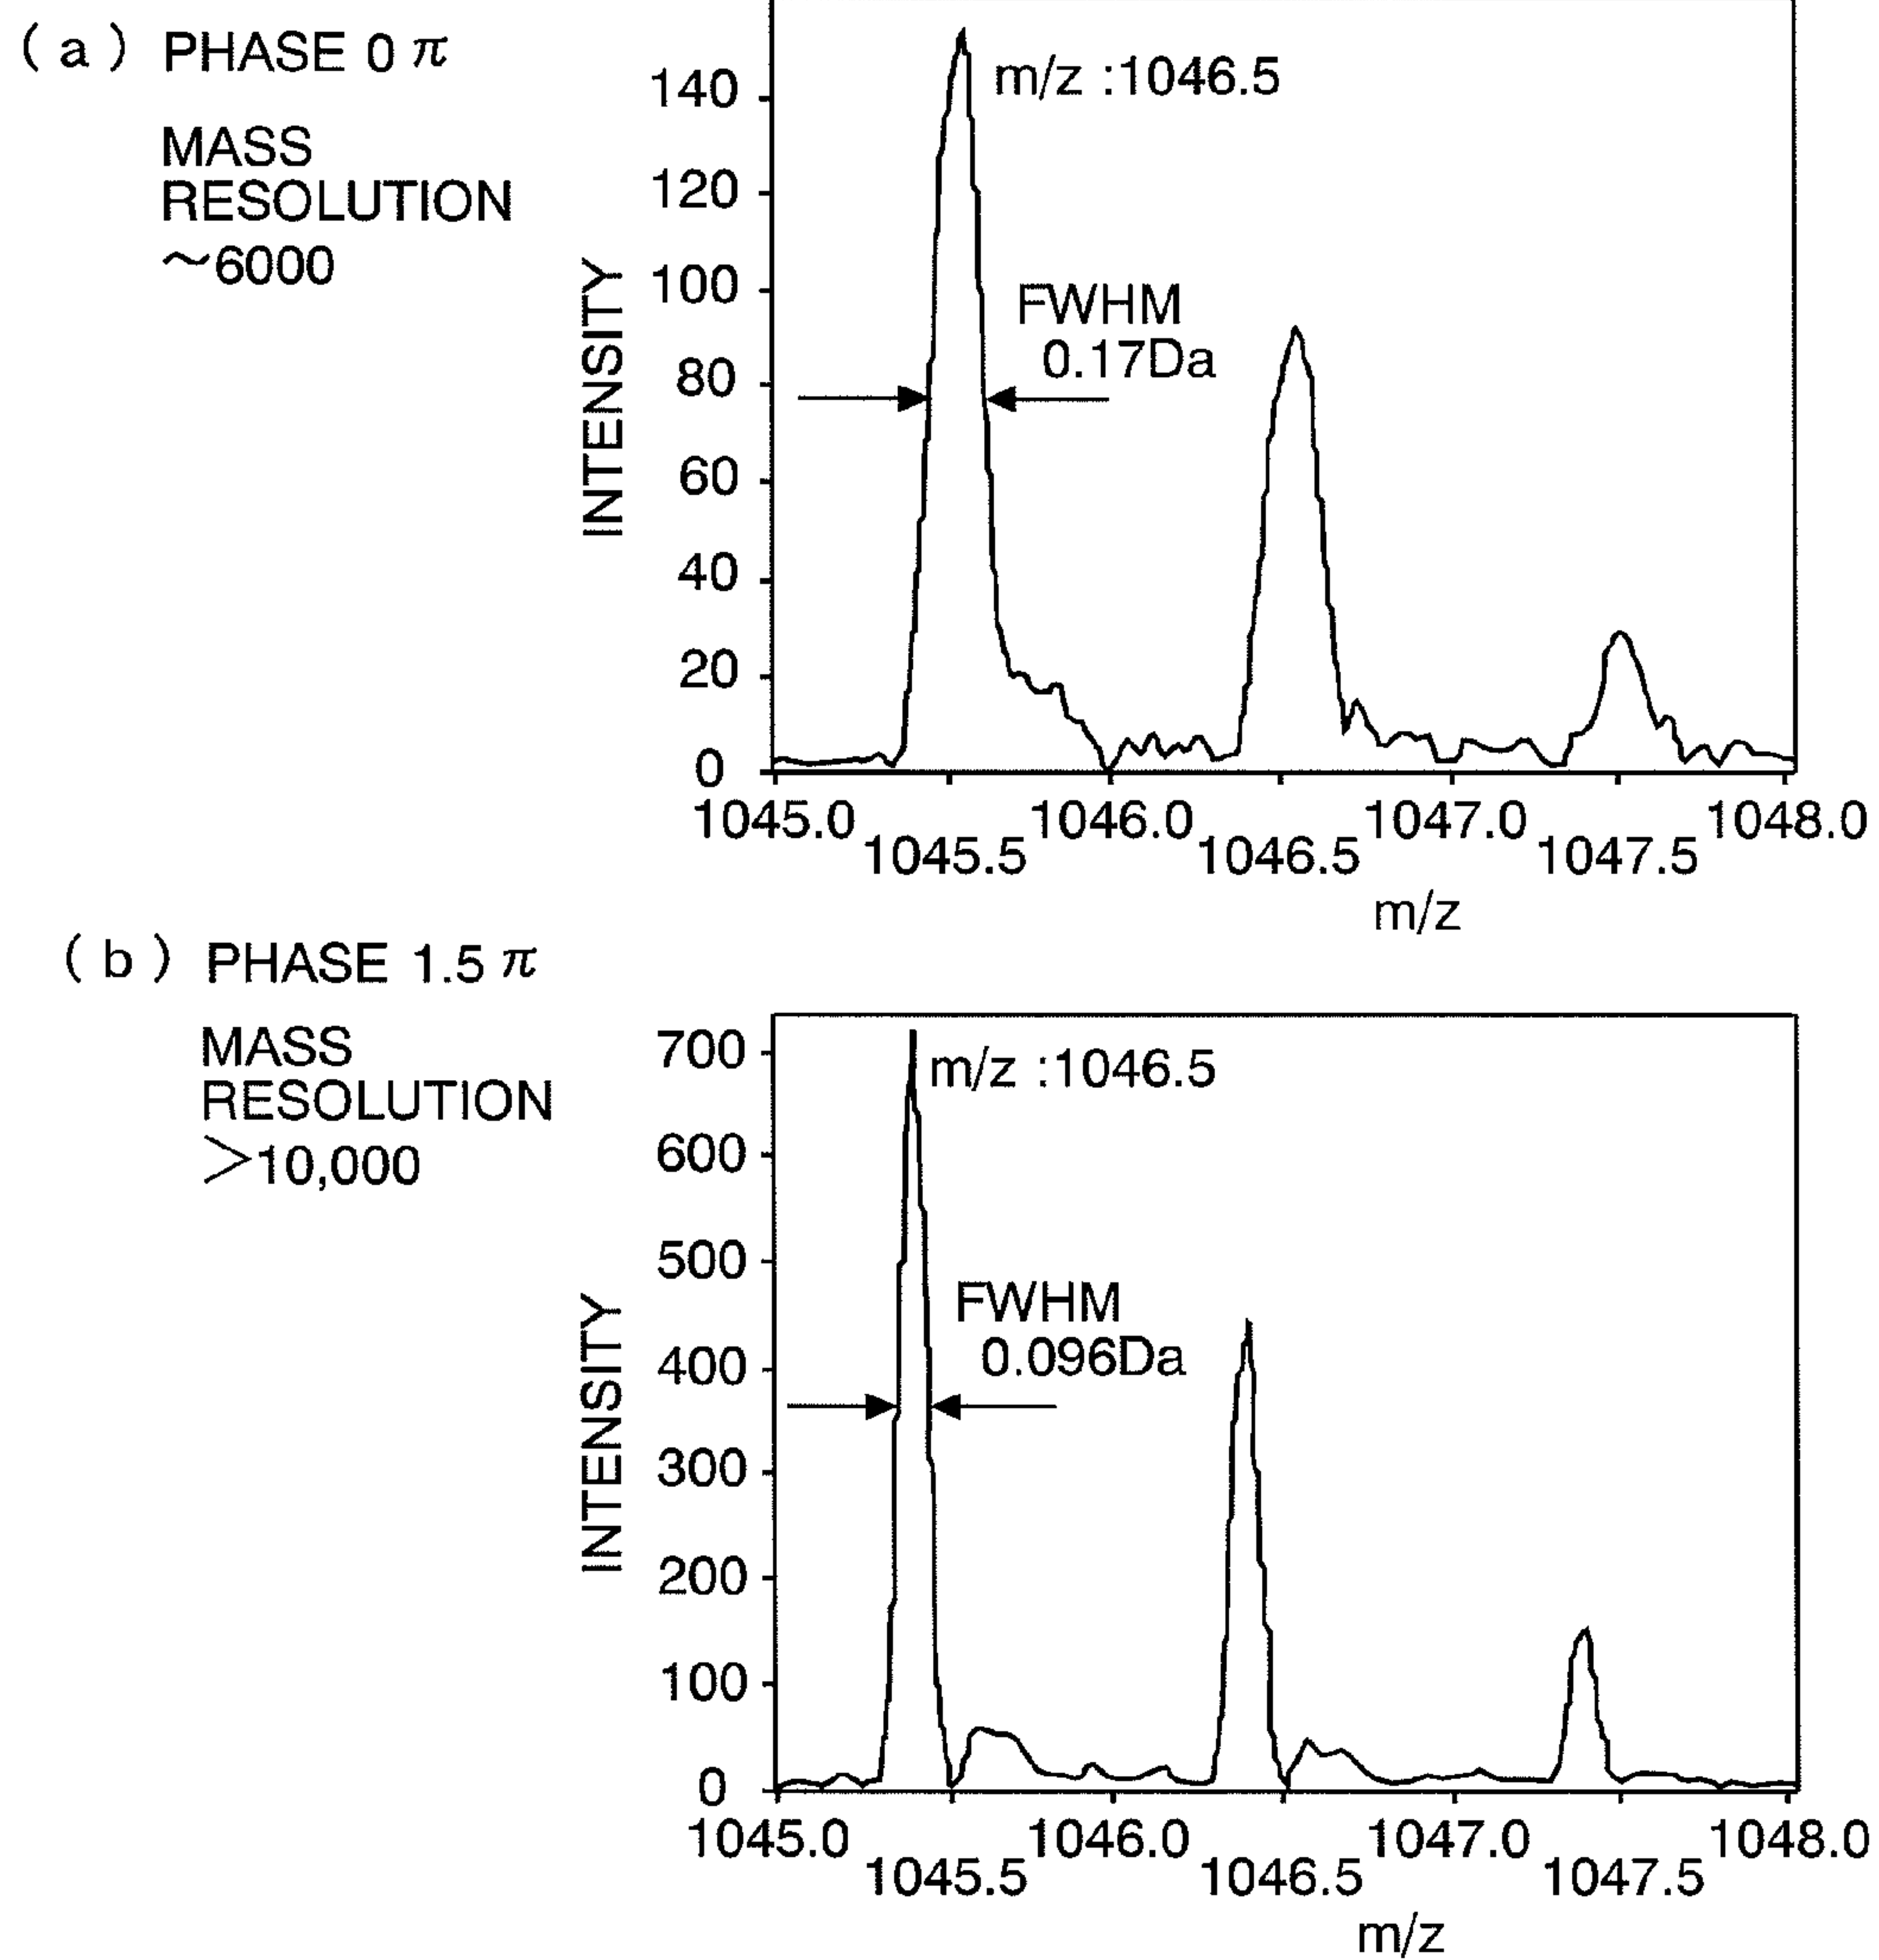 ( a ) PHASE 0 π
MASS
RESOLUTION
~6000
INTENSITY
140
120
100
80
60
40
20
0
m/z :1046.5
FWHM
0.17Da
1045.0
1045.5
1046.0
1046.5
1047.0
1047.5
1048.0
m/z
( b ) PHASE 1.5 π
MASS
RESOLUTION
>10,000
INTENSITY
700
600
500
400
300
200
100
0
m/z :1046.5
FWHM
0.096Da
1045.0
1045.5
1046.0
1046.5
1047.0
1047.5
1048.0
m/z